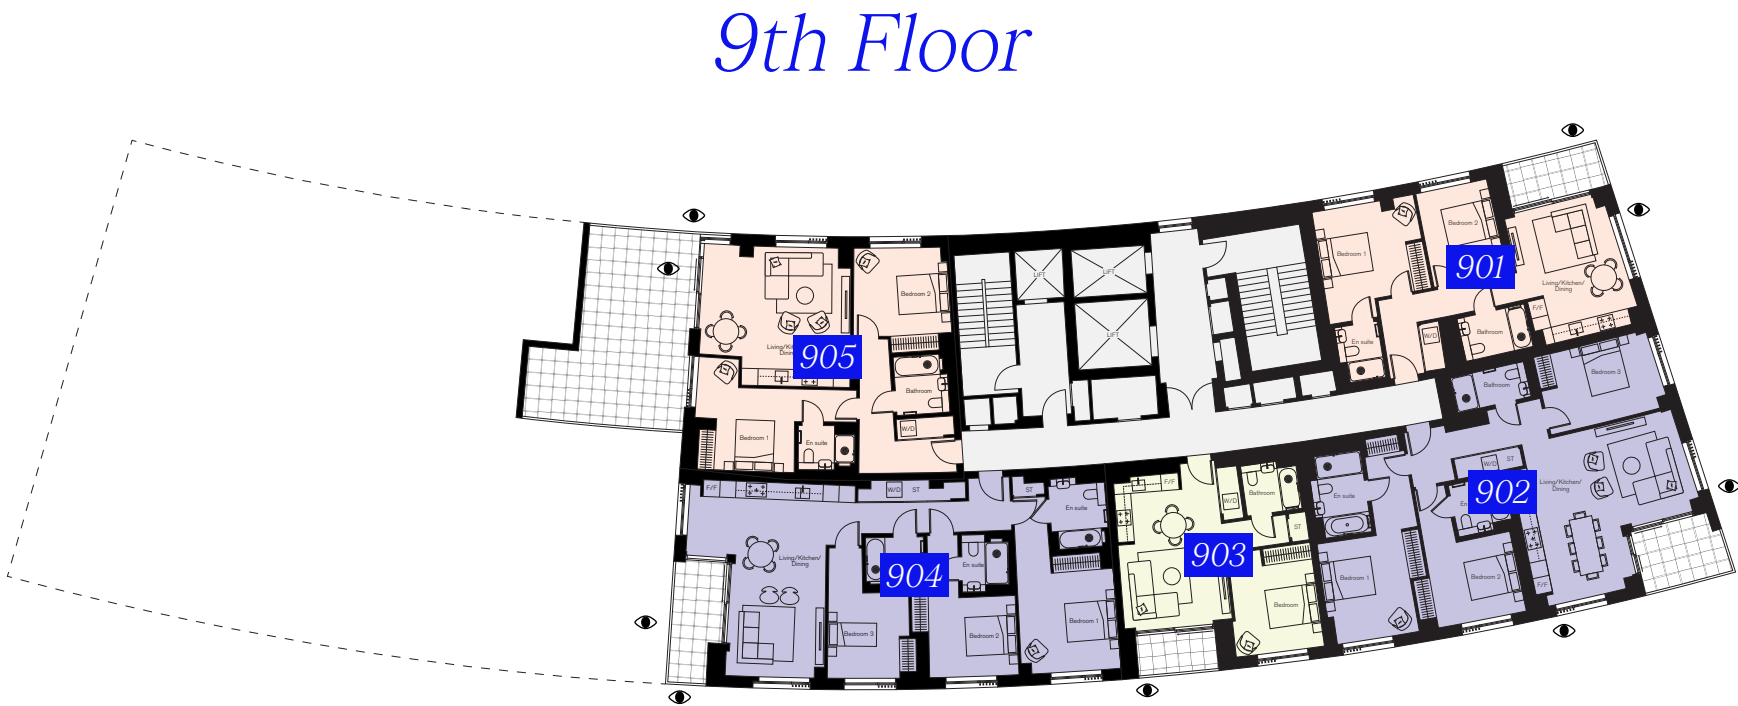 9th Floor
901
Bedroom 1
Bedroom 2
Living/Kitchen/
Dining
F/F
Bathroom
W/D
En suite
905
Bedroom 2
Bathroom
W/D
En suite
Bedroom 1
LIFT
LIFT
LIFT
902
Bathroom
Bedroom 3
W/D
ST
Living/Kitchen/
Dining
En suite
Bedroom 1
Bedroom 2
F/F
904
F/F
W/D
ST
ST
En suite
Living/Kitchen/
Dining
En suite
Bedroom 3
Bedroom 2
Bedroom 1
903
F/F
W/D
Bathroom
ST
Bedroom